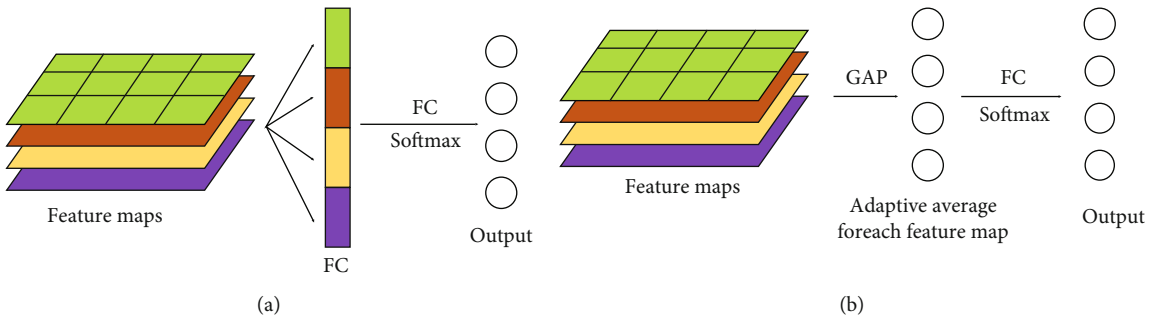 Feature maps
FC
FC
Softmax
Output
(a)
Feature maps
GAP
Adaptive average
foreach feature map
FC
Softmax
Output
(b)